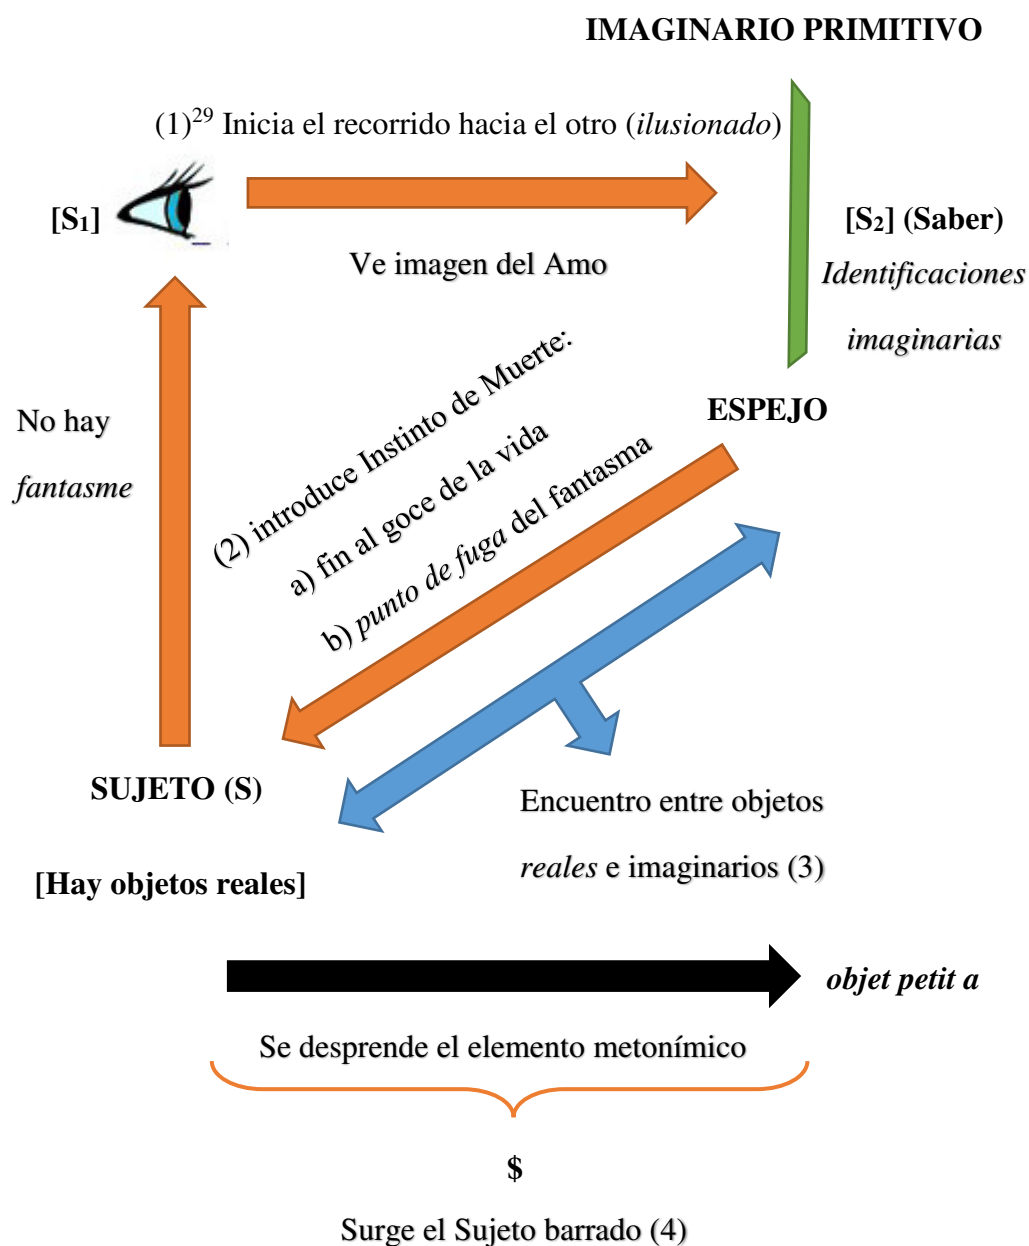 IMAGINARIO PRIMITIVO
(1)²⁹ Inicia el recorrido hacia el otro (ilusionado)
[S₁]
Ve imagen del Amo
[S₂] (Saber)
Identificaciones
imaginarias
ESPEJO
No hay
fantasme
(2) introduce Instinto de Muerte:
a) fin al goce de la vida
b) punto de fuga del fantasma
SUJETO (S)
[Hay objetos reales]
Encuentro entre objetos
reales e imaginarios (3)
objet petit a
Se desprende el elemento metonímico
$
Surge el Sujeto barrado (4)